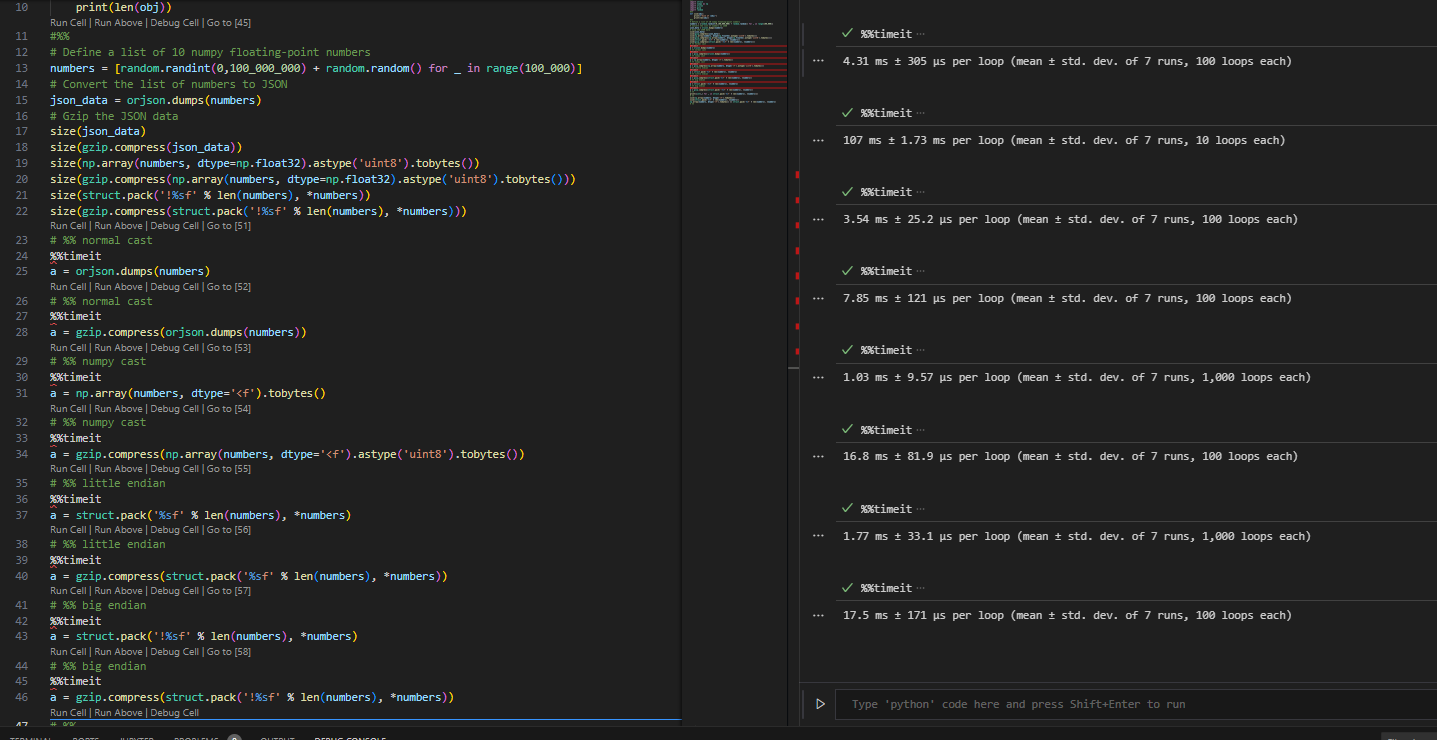 10 print(len(obj))
Run Cell | Run Above | Debug Cell | Go to [45]
11 #%%
12 # Define a list of 10 numpy floating-point numbers
13 numbers = [random.randint(0,100_000_000) + random.random() for _ in range(100_000)]
14 # Convert the list of numbers to JSON
15 json_data = orjson.dumps(numbers)
16 # Gzip the JSON data
17 size(json_data)
18 size(gzip.compress(json_data))
19 size(np.array(numbers, dtype=np.float32).astype('uint8').tobytes())
20 size(gzip.compress(np.array(numbers, dtype=np.float32).astype('uint8').tobytes()))
21 size(struct.pack('!%sf' % len(numbers), *numbers))
22 size(gzip.compress(struct.pack('!%sf' % len(numbers), *numbers)))
Run Cell | Run Above | Debug Cell | Go to [51]
23 # %% normal cast
24 %%timeit
25 a = orjson.dumps(numbers)
Run Cell | Run Above | Debug Cell | Go to [52]
26 # %% normal cast
27 %%timeit
28 a = gzip.compress(orjson.dumps(numbers))
Run Cell | Run Above | Debug Cell | Go to [53]
29 # %% numpy cast
30 %%timeit
31 a = np.array(numbers, dtype='<f').tobytes()
Run Cell | Run Above | Debug Cell | Go to [54]
32 # %% numpy cast
33 %%timeit
34 a = gzip.compress(np.array(numbers, dtype='<f').astype('uint8').tobytes())
Run Cell | Run Above | Debug Cell | Go to [55]
35 # %% little endian
36 %%timeit
37 a = struct.pack('%sf' % len(numbers), *numbers)
Run Cell | Run Above | Debug Cell | Go to [56]
38 # %% little endian
39 %%timeit
40 a = gzip.compress(struct.pack('%sf' % len(numbers), *numbers))
Run Cell | Run Above | Debug Cell | Go to [57]
41 # %% big endian
42 %%timeit
43 a = struct.pack('!%sf' % len(numbers), *numbers)
Run Cell | Run Above | Debug Cell | Go to [58]
44 # %% big endian
45 %%timeit
46 a = gzip.compress(struct.pack('!%sf' % len(numbers), *numbers))
Run Cell | Run Above | Debug Cell
47 # %%
%%timeit ···
4.31 ms ± 305 µs per loop (mean ± std. dev. of 7 runs, 100 loops each)
%%timeit ···
107 ms ± 1.73 ms per loop (mean ± std. dev. of 7 runs, 10 loops each)
%%timeit ···
3.54 ms ± 25.2 µs per loop (mean ± std. dev. of 7 runs, 100 loops each)
%%timeit ···
7.85 ms ± 121 µs per loop (mean ± std. dev. of 7 runs, 100 loops each)
%%timeit ···
1.03 ms ± 9.57 µs per loop (mean ± std. dev. of 7 runs, 1,000 loops each)
%%timeit ···
16.8 ms ± 81.9 µs per loop (mean ± std. dev. of 7 runs, 100 loops each)
%%timeit ···
1.77 ms ± 33.1 µs per loop (mean ± std. dev. of 7 runs, 1,000 loops each)
%%timeit ···
17.5 ms ± 171 µs per loop (mean ± std. dev. of 7 runs, 100 loops each)
Type 'python' code here and press Shift+Enter to run
TERMINAL PORTS JUPYTER PROBLEMS OUTPUT DEBUG CONSOLE